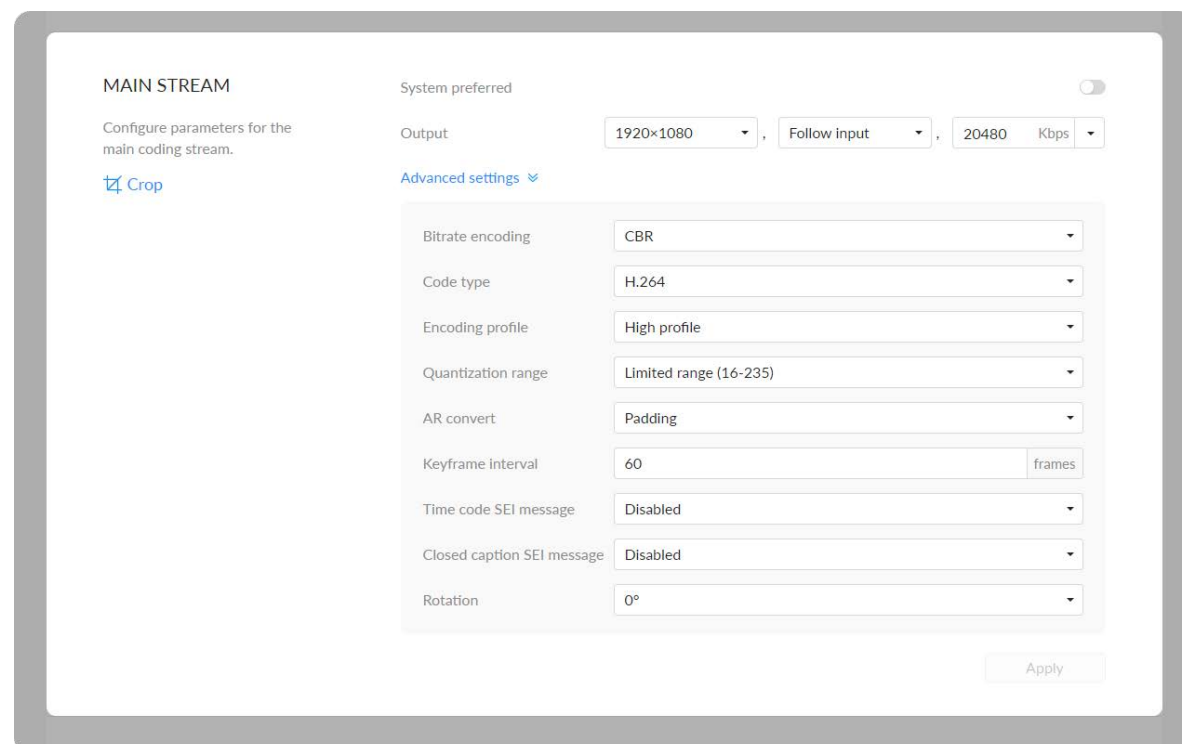 MAIN STREAM
Configure parameters for the
main coding stream.
Crop
System preferred
Output 1920×1080 , Follow input , 20480 Kbps
Advanced settings
Bitrate encoding CBR
Code type H.264
Encoding profile High profile
Quantization range Limited range (16-235)
AR convert Padding
Keyframe interval 60 frames
Time code SEI message Disabled
Closed caption SEI message Disabled
Rotation 0°
Apply